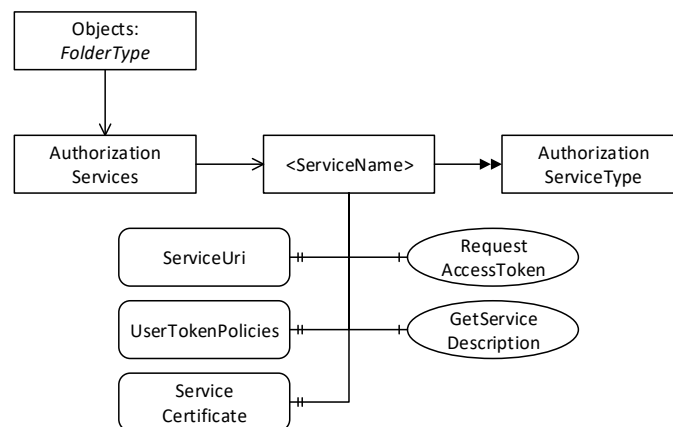 Objects:
FolderType
Authorization
Services
<ServiceName>
Authorization
ServiceType
ServiceUri
Request
AccessToken
UserTokenPolicies
GetService
Description
Service
Certificate